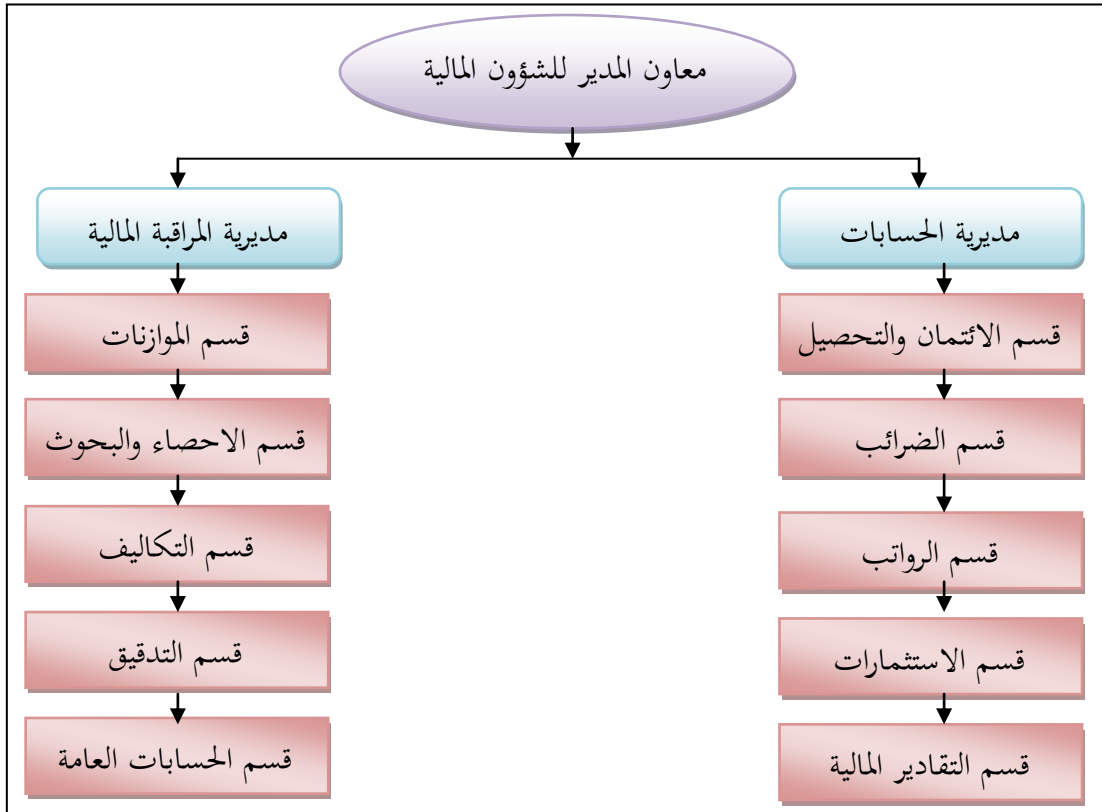 معاون المدير للشؤون المالية
مديرية الحسابات
قسم الائتمان والتحصيل
قسم الضرائب
قسم الرواتب
قسم الاستثمارات
قسم التقادير المالية
مديرية المراقبة المالية
قسم الموازنات
قسم الاحصاء والبحوث
قسم التكاليف
قسم التدقيق
قسم الحسابات العامة